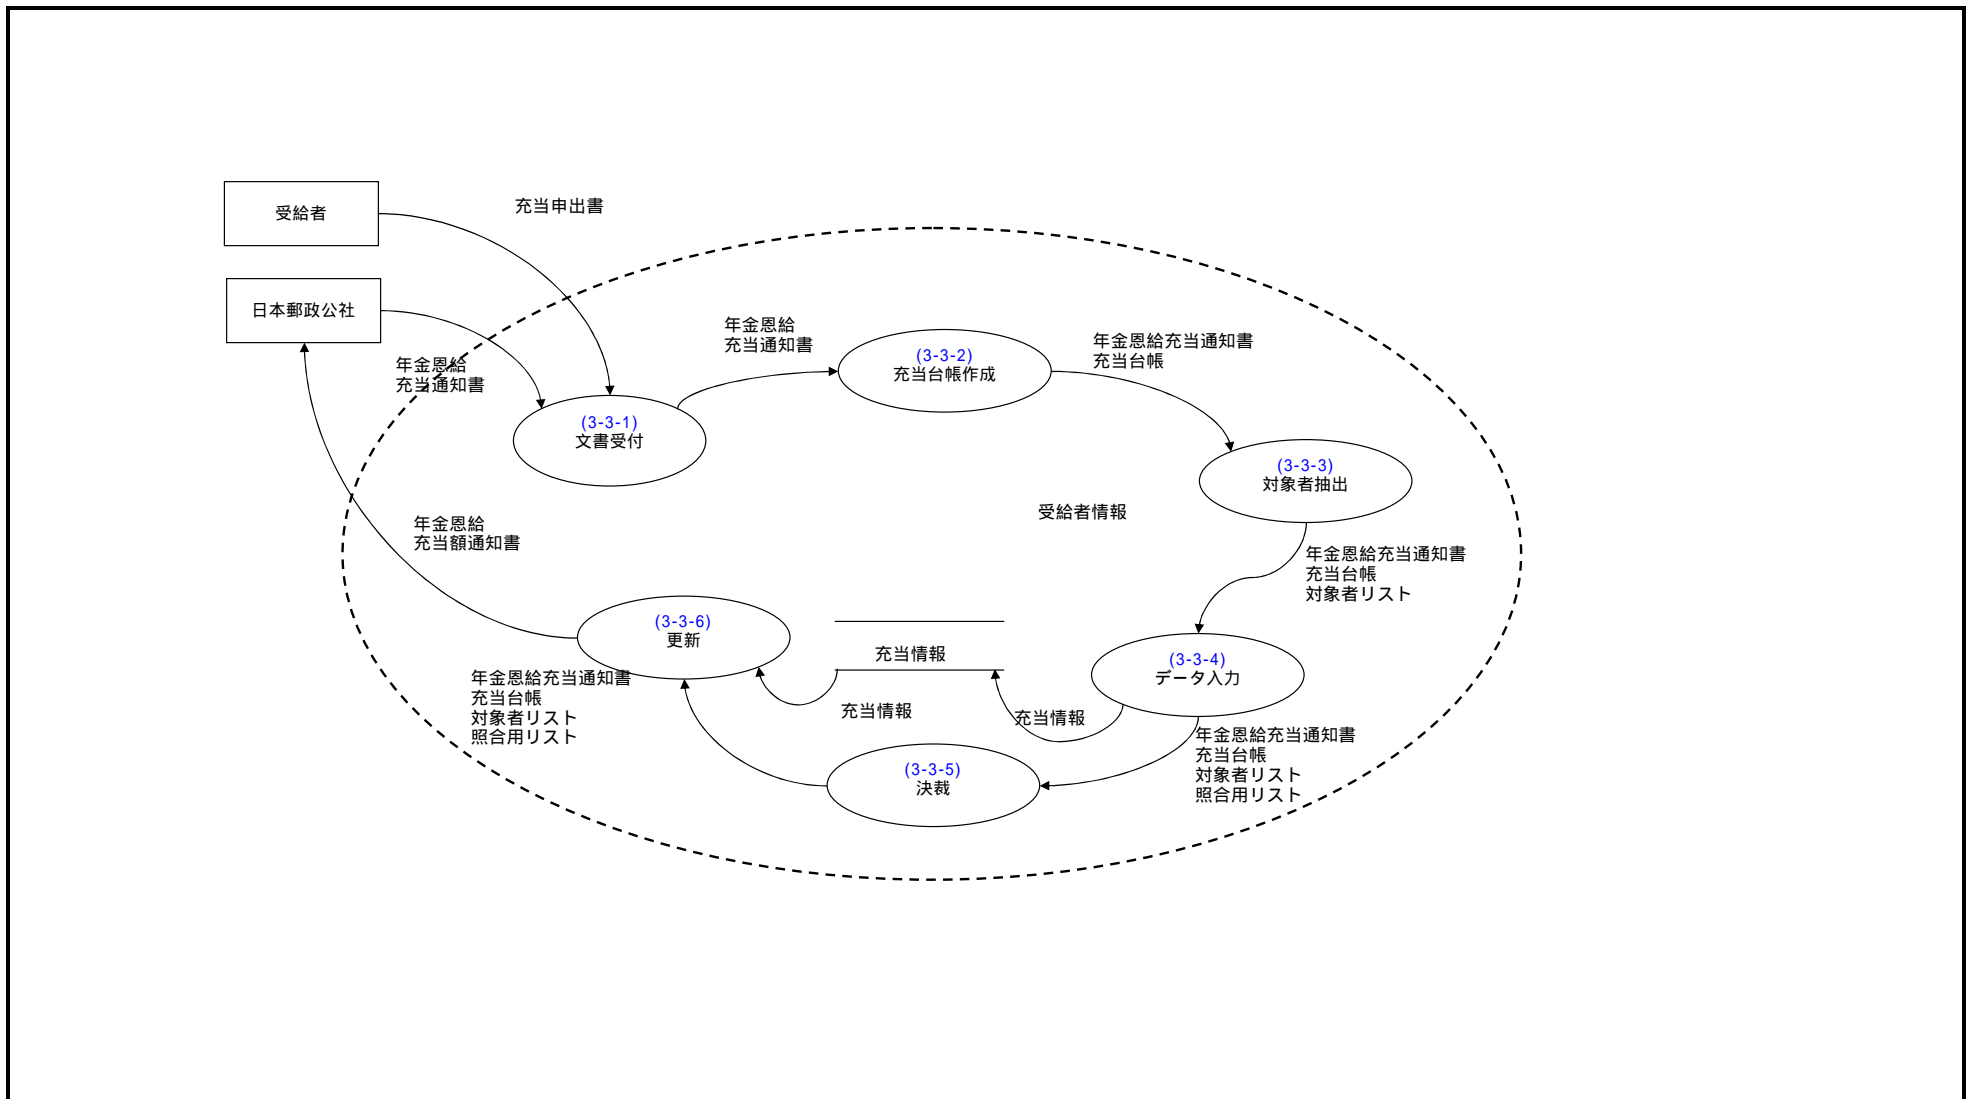 受給者
充当申出書
日本郵政公社
年金恩給
充当通知書
年金恩給
充当通知書
(3-3-1)
文書受付
(3-3-2)
充当台帳作成
年金恩給充当通知書
充当台帳
(3-3-3)
対象者抽出
受給者情報
年金恩給充当通知書
充当台帳
対象者リスト
年金恩給
充当額通知書
(3-3-6)
更新
充当情報
(3-3-4)
データ入力
年金恩給充当通知書
充当台帳
対象者リスト
照合用リスト
充当情報
充当情報
(3-3-5)
決裁
年金恩給充当通知書
充当台帳
対象者リスト
照合用リスト